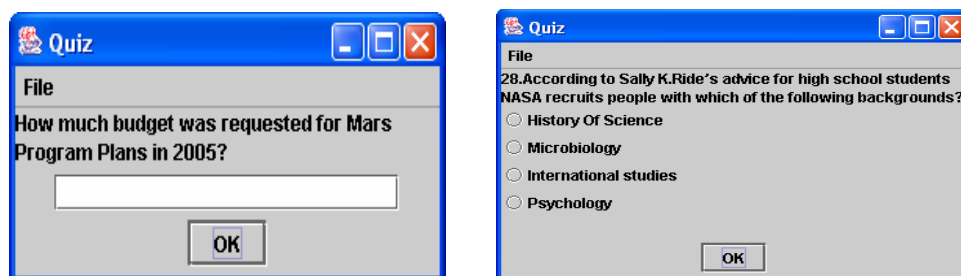 Quiz
File
How much budget was requested for Mars
Program Plans in 2005?
OK
Quiz
File
28.According to Sally K.Ride's advice for high school students
NASA recruits people with which of the following backgrounds?
History Of Science
Microbiology
International studies
Psychology
OK